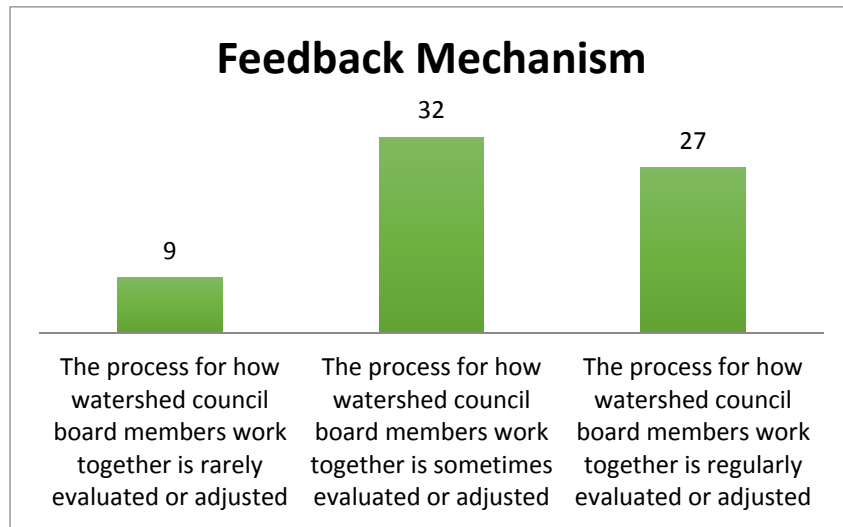 Feedback Mechanism
32
27
9
The process for how
watershed council
board members work
together is rarely
evaluated or adjusted
The process for how
watershed council
board members work
together is sometimes
evaluated or adjusted
The process for how
watershed council
board members work
together is regularly
evaluated or adjusted